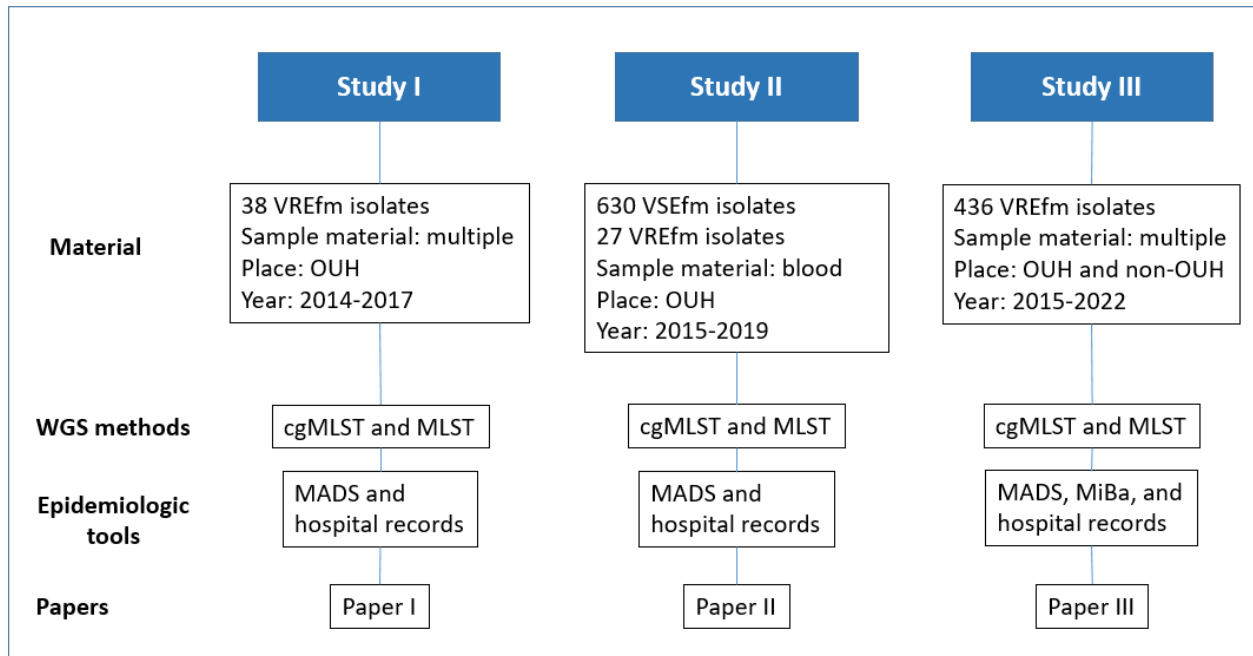 Study I
Study II
Study III
Material
38 VREfm isolates
Sample material: multiple
Place: OUH
Year: 2014-2017
630 VSEfm isolates
27 VREfm isolates
Sample material: blood
Place: OUH
Year: 2015-2019
436 VREfm isolates
Sample material: multiple
Place: OUH and non-OUH
Year: 2015-2022
WGS methods
cgMLST and MLST
cgMLST and MLST
cgMLST and MLST
Epidemiologic
tools
MADS and
hospital records
MADS and
hospital records
MADS, MiBa, and
hospital records
Papers
Paper I
Paper II
Paper III